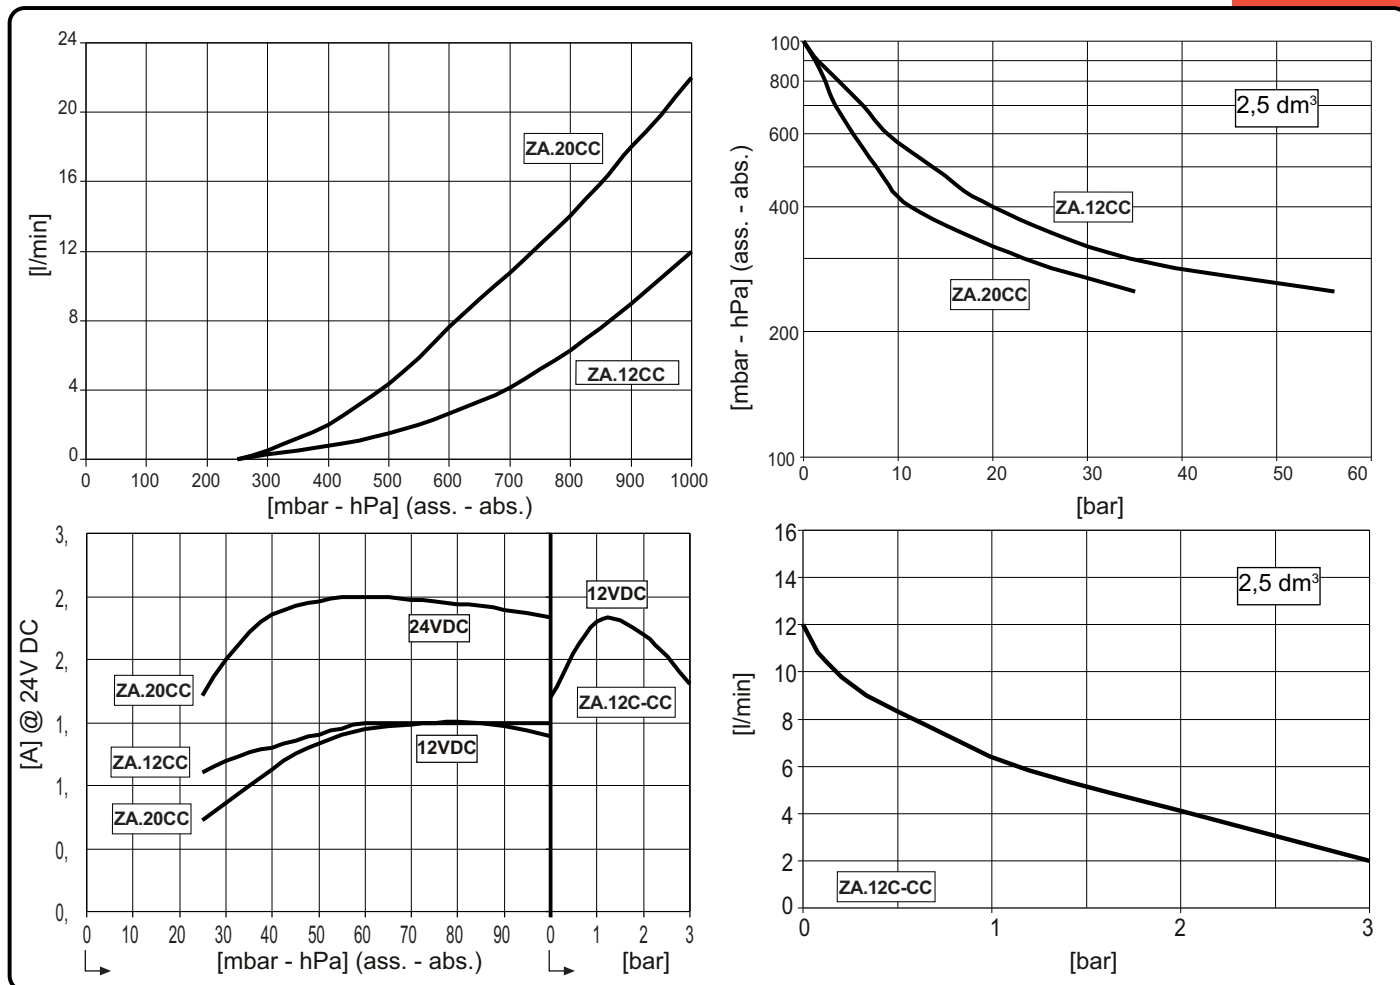 24
20
16
12
8
4
0
[l/min]
ZA.20CC
ZA.12CC
0 100 200 300 400 500 600 700 800 900 1000
[mbar - hPa] (ass. - abs.)
100
800
600
400
200
100
[mbar - hPa] (ass. - abs.)
2,5 dm³
ZA.12CC
ZA.20CC
0 10 20 30 40 50 60
[bar]
3,
2,
2,
1,
1,
0,
0,
[A] @ 24V DC
24VDC
ZA.20CC
ZA.12CC
12VDC
ZA.20CC
12VDC
ZA.12C-CC
0 10 20 30 40 60 70 80 90 0 1 2 3
[mbar - hPa] (ass. - abs.) [bar]
16
14
12
10
8
6
4
2
0
[l/min]
2,5 dm³
ZA.12C-CC
0 1 2 3
[bar]